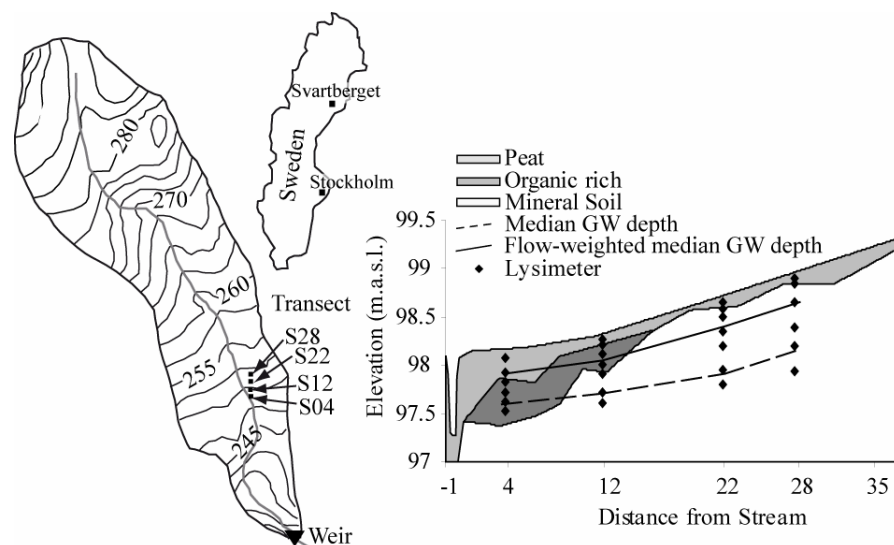 Svartberget
Sweden
Stockholm
280
270
260
255
245
Transect
S28
S22
S12
S04
Weir
Peat
Organic rich
Mineral Soil
Median GW depth
Flow-weighted median GW depth
Lysimeter
Elevation (m.a.s.l.)
99.5
99
98.5
98
97.5
97
-1 4 12 22 28 35
Distance from Stream